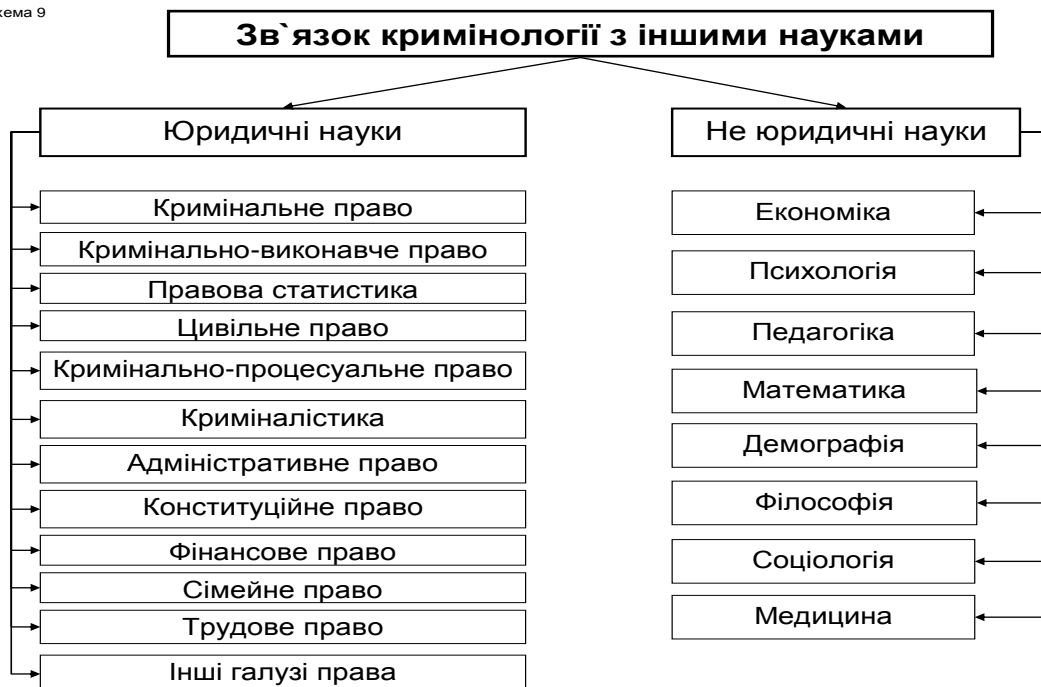 хема 9
Зв`язок кримінології з іншими науками
Юридичні науки
Кримінальне право
Кримінально-виконавче право
Правова статистика
Цивільне право
Кримінально-процесуальне право
Криміналістика
Адміністративне право
Конституційне право
Фінансове право
Сімейне право
Трудове право
Інші галузі права
Не юридичні науки
Економіка
Психологія
Педагогіка
Математика
Демографія
Філософія
Соціологія
Медицина